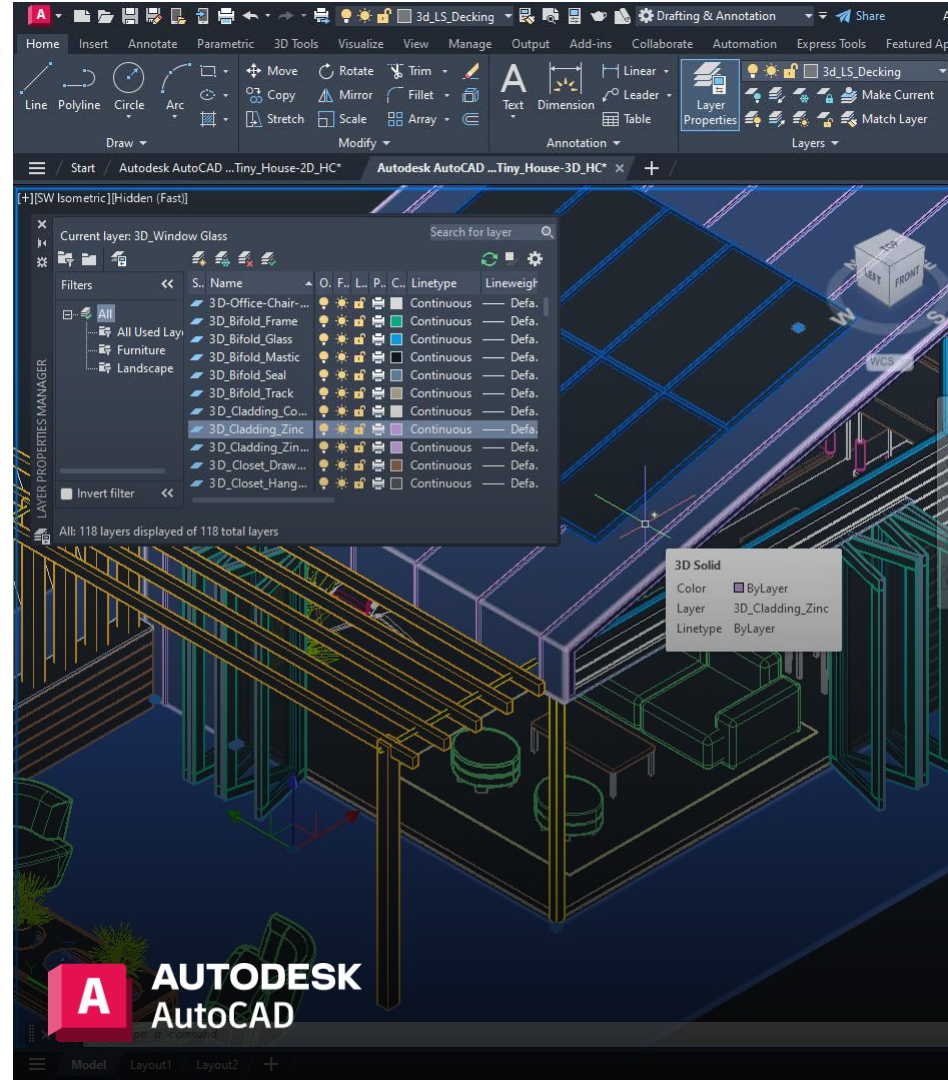 A 3d_LS_Decking Drafting & Annotation Share
Home Insert Annotate Parametric 3D Tools Visualize View Manage Output Add-ins Collaborate Automation Express Tools Featured Ap
Move Rotate Trim Linear 3d_LS_Decking
Copy Mirror Fillet Leader Make Current
Line Polyline Circle Arc Text Dimension Layer
Stretch Scale Array Table Properties Match Layer
Draw Modify Annotation Layers
Start Autodesk AutoCAD ...Tiny_House-2D_HC* Autodesk AutoCAD ...Tiny_House-3D_HC*
[+][SW Isometric][Hidden (Fast)]
Current layer: 3D_Window Glass Search for layer
Filters S.. Name O. F.. L.. P.. C.. Linetype Lineweigh
All
All Used Laye
Furniture
Landscape
3D-Office-Chair-... Continuous Defa.
3D_Bifold_Frame Continuous Defa.
3D_Bifold_Glass Continuous Defa.
3D_Bifold_Mastic Continuous Defa.
3D_Bifold_Seal Continuous Defa.
3D_Bifold_Track Continuous Defa.
3D_Cladding_Co... Continuous Defa.
3D_Cladding_Zinc Continuous Defa.
3D_Cladding_Zin... Continuous Defa.
3D_Closet_Draw... Continuous Defa.
3D_Closet_Hang... Continuous Defa.
Invert filter
All: 118 layers displayed of 118 total layers
LAYER PROPERTIES MANAGER
TOP
LEFT FRONT
W S
WCS
3D Solid
Color ByLayer
Layer 3D_Cladding_Zinc
Linetype ByLayer
A AUTODESK
AutoCAD
a command
Model Layout1 Layout2